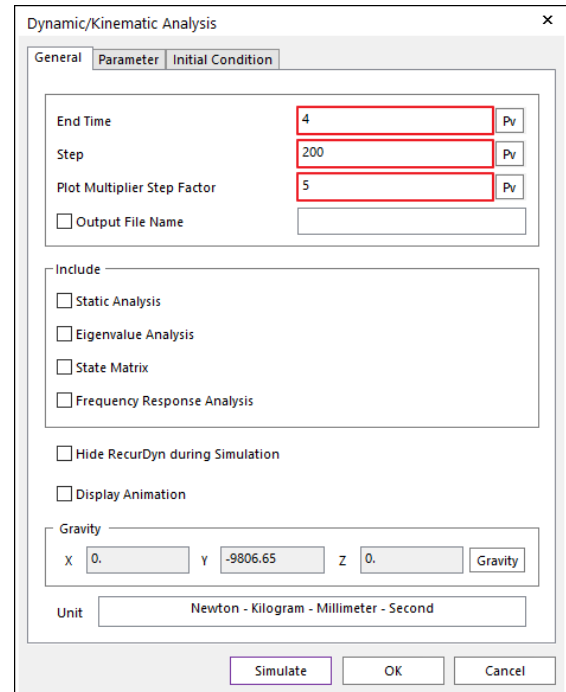 Dynamic/Kinematic Analysis ×
General Parameter Initial Condition
End Time 4 Pv
Step 200 Pv
Plot Multiplier Step Factor 5 Pv
Output File Name
Include
Static Analysis
Eigenvalue Analysis
State Matrix
Frequency Response Analysis
Hide RecurDyn during Simulation
Display Animation
Gravity
X 0. Y -9806.65 Z 0. Gravity
Unit Newton - Kilogram - Millimeter - Second
Simulate OK Cancel